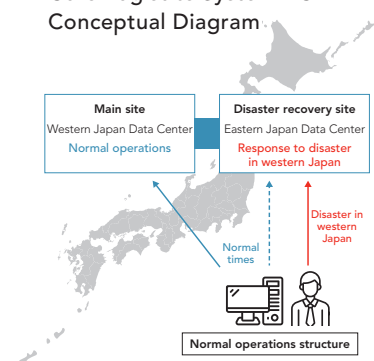 Conceptual Diagram
Main site
Western Japan Data Center
Normal operations
Disaster recovery site
Eastern Japan Data Center
Response to disaster
in western Japan
Disaster in
western
Japan
Normal
times
Normal operations structure